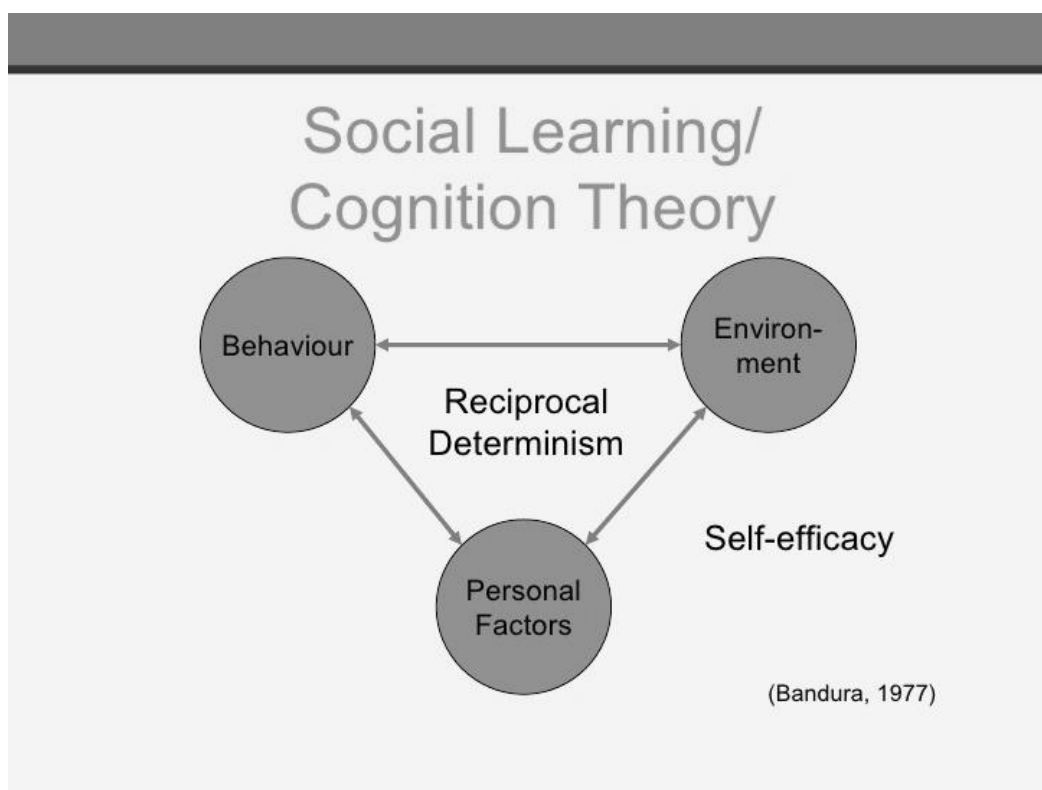 Social Learning/
Cognition Theory
Behaviour
Environ-
ment
Reciprocal
Determinism
Self-efficacy
Personal
Factors
(Bandura, 1977)